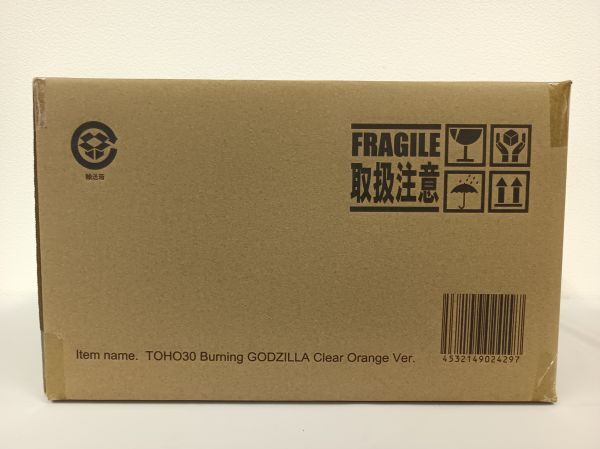 輸送箱
FRAGILE
取扱注意
Item name. TOHO30 Burning GODZILLA Clear Orange Ver.
4532149024297